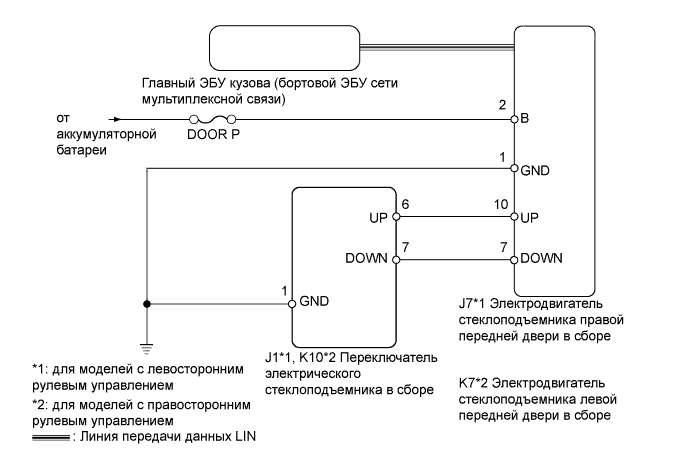 Главный ЭБУ кузова (бортовой ЭБУ сети
мультиплексной связи)
от
аккумуляторной
батареи
DOOR P
2
B
1
GND
6
UP
10
UP
7
DOWN
7
DOWN
1
GND
J7*1 Электродвигатель
стеклоподъемника правой
передней двери в сборе
J1*1, K10*2 Переключатель
электрического
стеклоподъемника в сборе
K7*2 Электродвигатель
стеклоподъемника левой
передней двери в сборе
*1: для моделей с левосторонним
рулевым управлением
*2: для моделей с правосторонним
рулевым управлением
: Линия передачи данных LIN